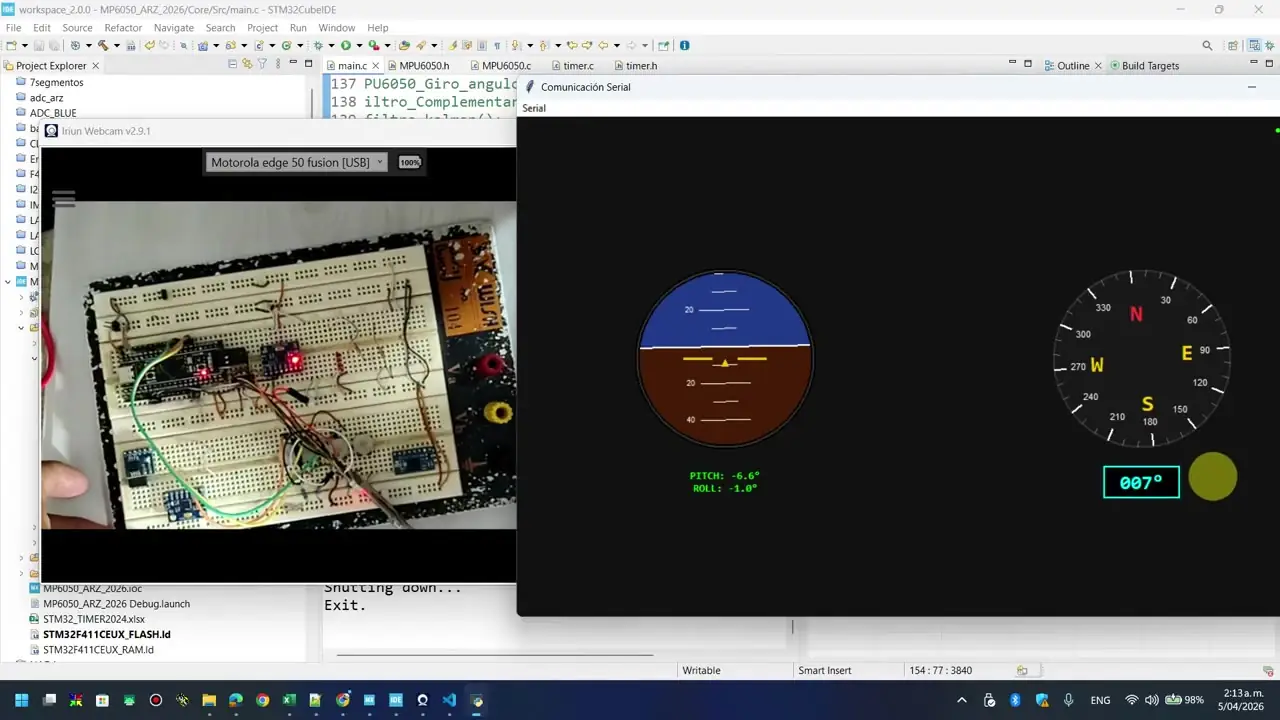 workspace_2.0.0 - MP6050_ARZ_2026/Core/Src/main.c - STM32CubeIDE
File Edit Source Refactor Navigate Search Project Run Window Help
Project Explorer
main.c MPU6050.h MPU6050.c timer.c timer.h
Outline Build Targets
7segmentos
adc_arz
ADC_BLUE
137 PU6050_Giro_angulo
138 iltro_Complementar
Iriun Webcam v2.9.1
Motorola edge 50 fusion [USB] 100%
Comunicación Serial
Serial
20
20
40
PITCH: -6.6°
ROLL: -1.0°
N
E
S
W
30
60
90
120
150
180
210
240
270
300
330
007°
MP6050_ARZ_2026.ioc
MP6050_ARZ_2026 Debug.launch
STM32_TIMER2024.xlsx
STM32F411CEUX_FLASH.ld
STM32F411CEUX_RAM.ld
Shutting down...
Exit.
Writable Smart Insert 154 : 77 : 3840
ENG 98% 2:13 a. m.
5/04/2026